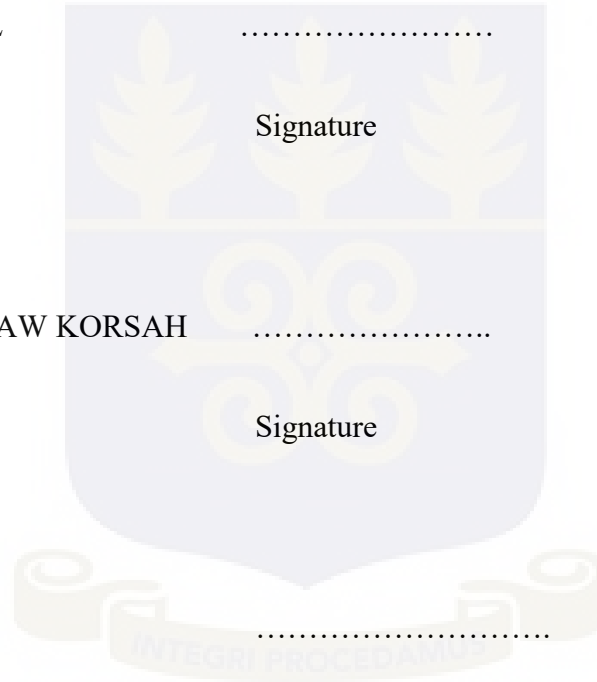 …………………….
Signature
AW KORSAH …………………..
Signature
……………………….
INTEGRI PROCEDAMUS